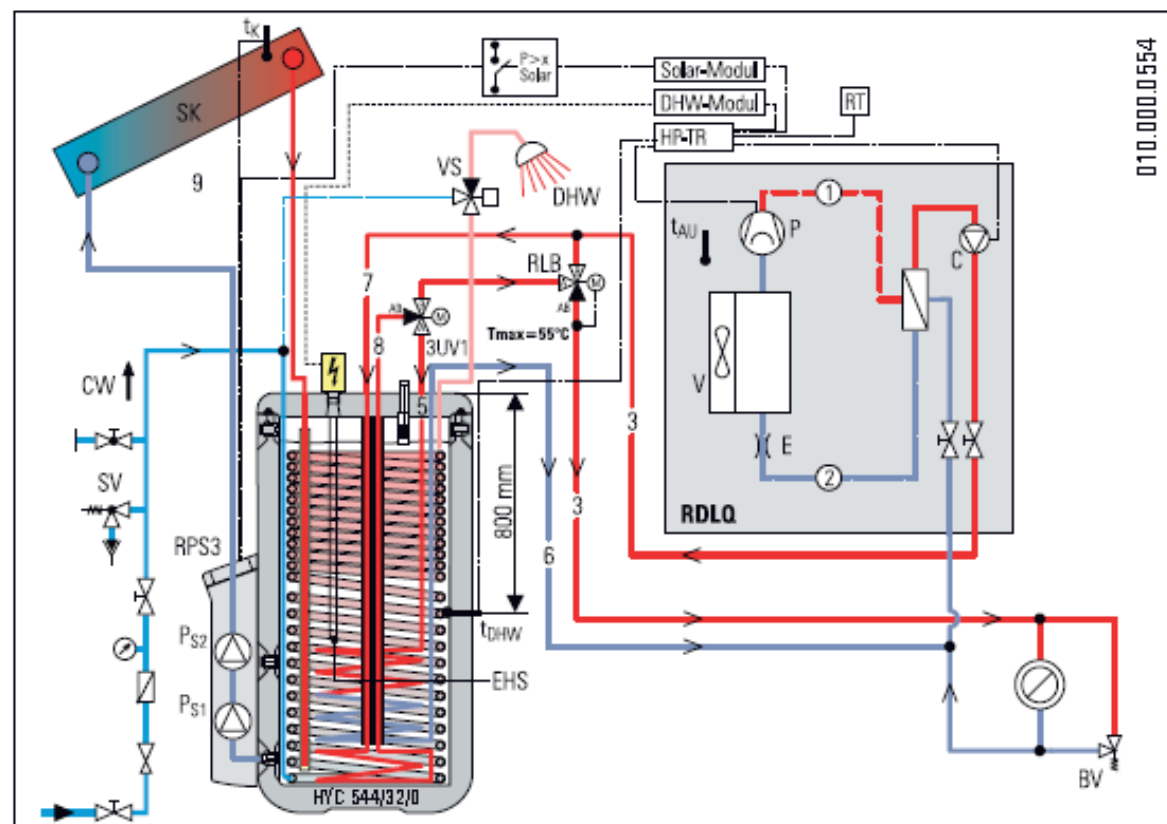 010.000.0554
tK
SK
P>x
Solar
Solar-Modul
DHW-Modul
HP-TR
RT
9
VS
DHW
1
P
tAU
C
RLB
7
AB
M
8
3UV1
AB
M
Tmax=55°C
V
CW
5
3
E
SV
800 mm
3
2
RDLQ
RPS3
6
PS2
tDHW
EHS
PS1
BV
HYC 544/32/0